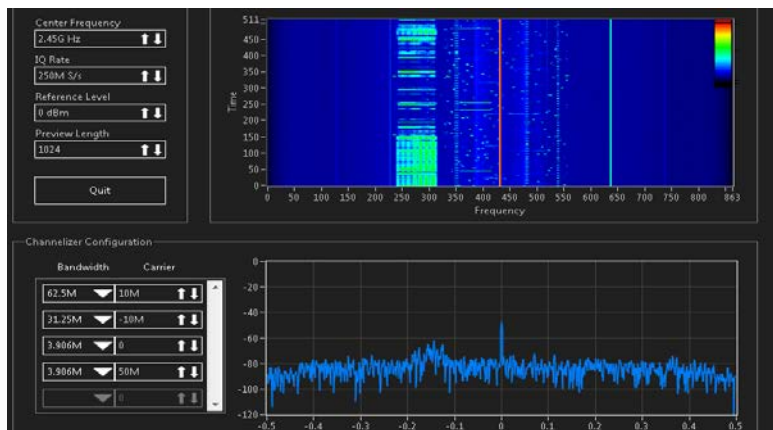 Center Frequency
2.45G Hz
IQ Rate
250M S/s
Reference Level
0 dBm
Preview Length
1024
Quit
Time
511
450
400
350
300
250
200
150
100
50
0
0 50 100 150 200 250 300 350 400 450 500 550 600 650 700 750 800 863
Frequency
Channelizer Configuration
Bandwidth Carrier
62.5M 10M
31.25M -10M
3.906M 0
3.906M 50M
0
0
-20
-40
-60
-80
-100
-120
-0.5 -0.4 -0.3 -0.2 -0.1 0 0.1 0.2 0.3 0.4 0.5